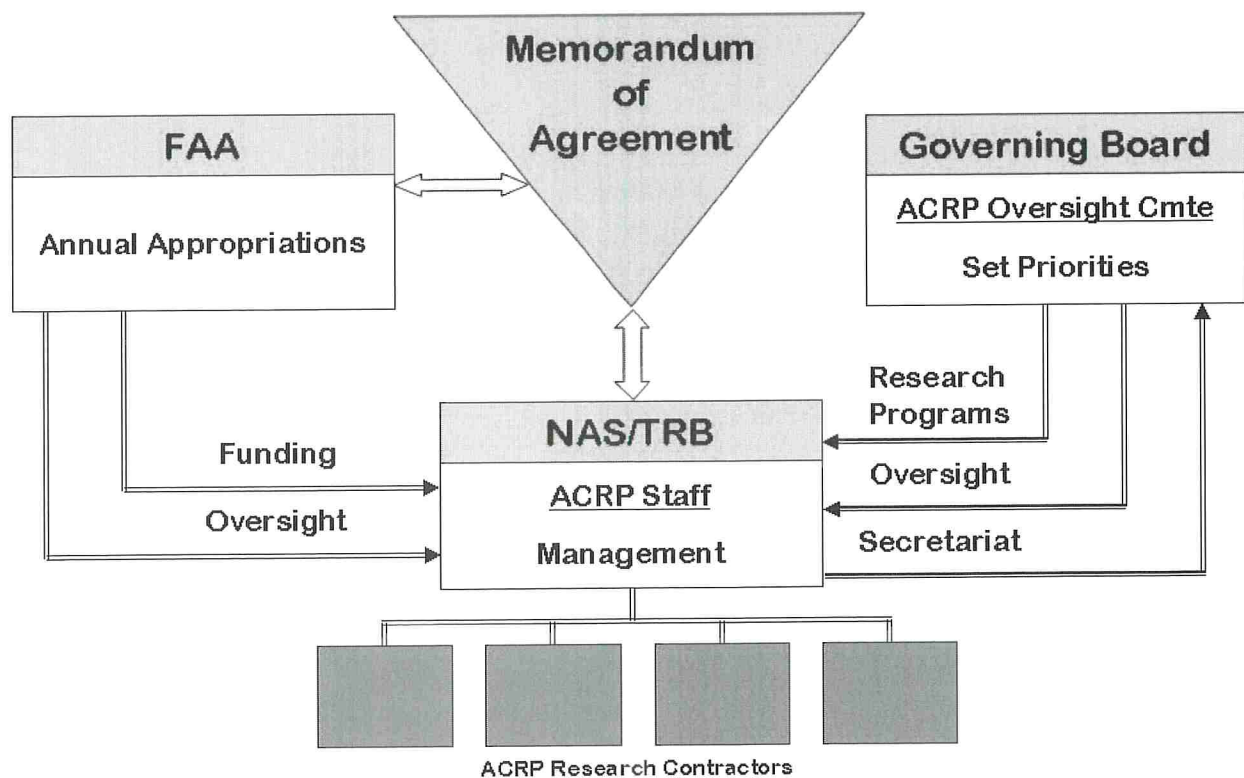 Memorandum
of
Agreement
FAA
Annual Appropriations
Governing Board
ACRP Oversight Cmte
Set Priorities
Funding
Oversight
NAS/TRB
ACRP Staff
Management
Research
Programs
Oversight
Secretariat
ACRP Research Contractors